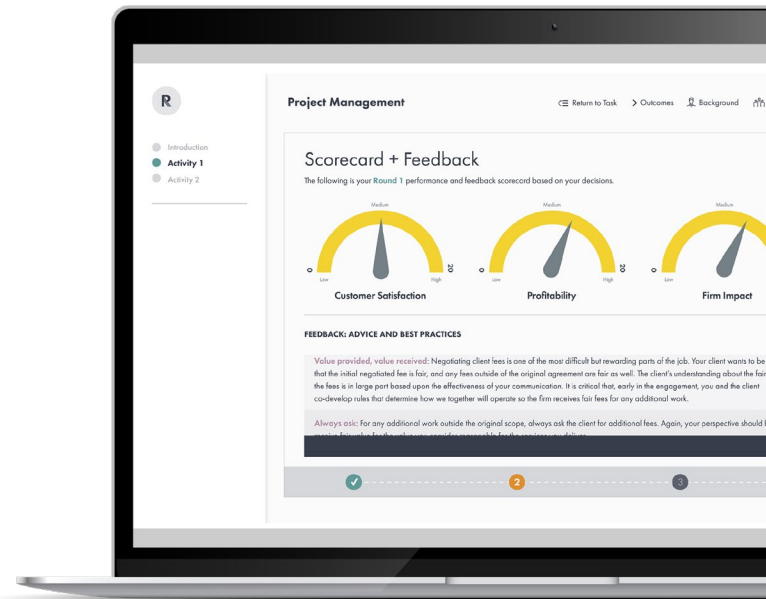 R
Project Management
Return to Task
Outcomes
Background
Introduction
Activity 1
Activity 2
Scorecard + Feedback
The following is your Round 1 performance and feedback scorecard based on your decisions.
Medium
Medium
Medium
0
20
0
20
0
Low
High
Low
High
Low
Customer Satisfaction
Profitability
Firm Impact
FEEDBACK: ADVICE AND BEST PRACTICES
Value provided, value received: Negotiating client fees is one of the most difficult but rewarding parts of the job. Your client wants to be
that the initial negotiated fee is fair, and any fees outside of the original agreement are fair as well. The client's understanding about the fair
the fees is in large part based upon the effectiveness of your communication. It is critical that, early in the engagement, you and the client
co-develop rules that determine how we together will operate so the firm receives fair fees for any additional work.
Always ask: For any additional work outside the original scope, always ask the client for additional fees. Again, your perspective should
2
3